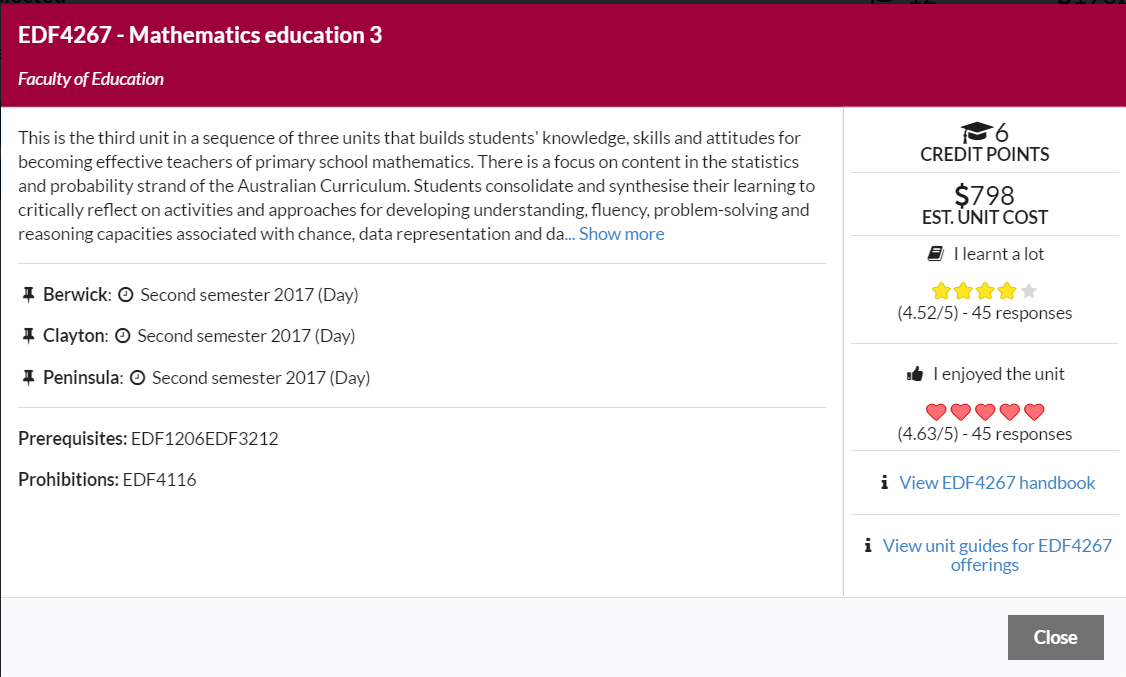 EDF4267 - Mathematics education 3
Faculty of Education
This is the third unit in a sequence of three units that builds students' knowledge, skills and attitudes for
becoming effective teachers of primary school mathematics. There is a focus on content in the statistics
and probability strand of the Australian Curriculum. Students consolidate and synthesise their learning to
critically reflect on activities and approaches for developing understanding, fluency, problem-solving and
reasoning capacities associated with chance, data representation and da... Show more
Berwick: Second semester 2017 (Day)
Clayton: Second semester 2017 (Day)
Peninsula: Second semester 2017 (Day)
Prerequisites: EDF1206EDF3212
Prohibitions: EDF4116
6
CREDIT POINTS
$798
EST. UNIT COST
I learnt a lot
(4.52/5) - 45 responses
I enjoyed the unit
(4.63/5) - 45 responses
View EDF4267 handbook
View unit guides for EDF4267
offerings
Close